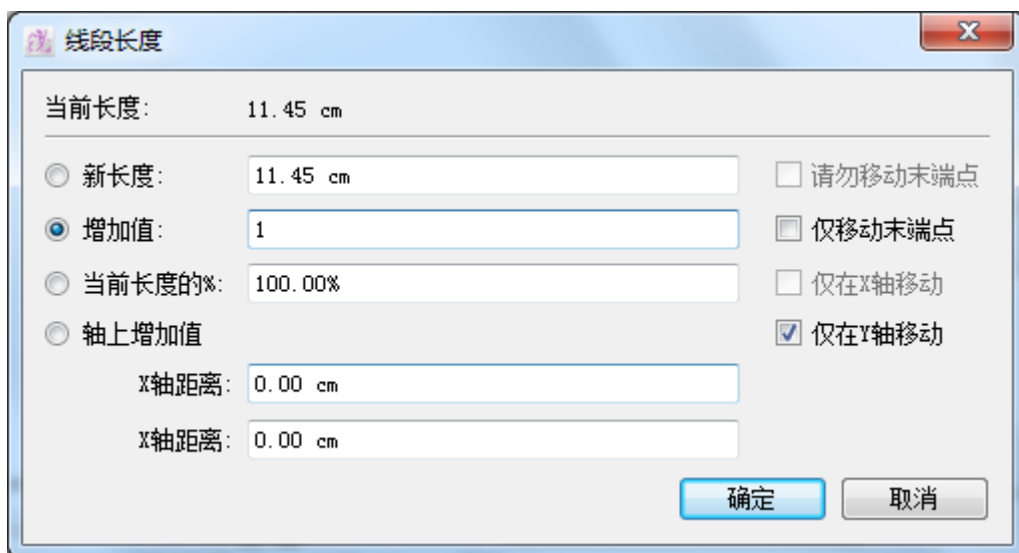 线段长度
当前长度: 11.45 cm
新长度: 11.45 cm 请勿移动末端点
增加值: 1 仅移动末端点
当前长度的%: 100.00% 仅在X轴移动
轴上增加值 仅在Y轴移动
X轴距离: 0.00 cm
X轴距离: 0.00 cm
确定 取消